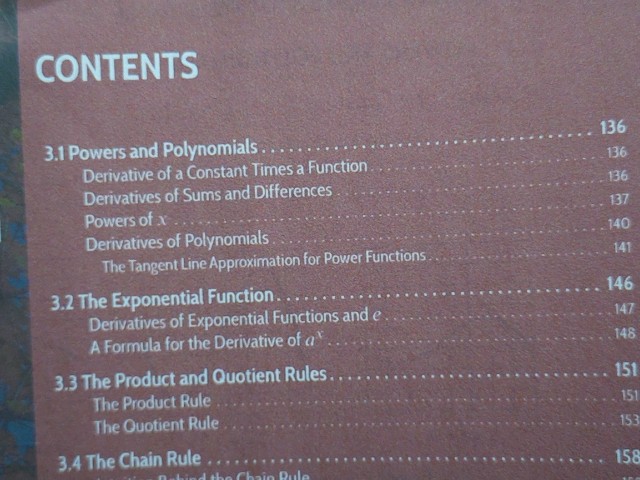 CONTENTS
3.1 Powers and Polynomials 136
Derivative of a Constant Times a Function 136
Derivatives of Sums and Differences 136
Powers of x 137
Derivatives of Polynomials 140
The Tangent Line Approximation for Power Functions 141
3.2 The Exponential Function 146
Derivatives of Exponential Functions and e 147
A Formula for the Derivative of aˣ 148
3.3 The Product and Quotient Rules 151
The Product Rule 151
The Quotient Rule 153
3.4 The Chain Rule 158
Behind the Chain Rule